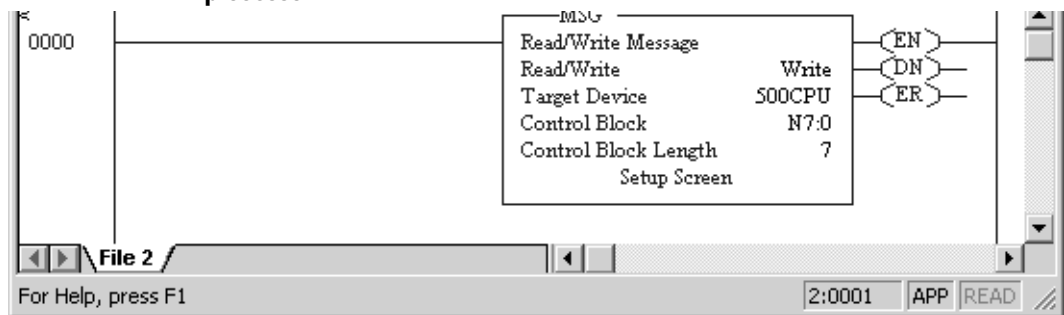 MSG
0000
Read/Write Message
(EN)
Read/Write Write
(DN)
Target Device 500CPU
(ER)
Control Block N7:0
Control Block Length 7
Setup Screen
File 2
For Help, press F1 2:0001 APP READ